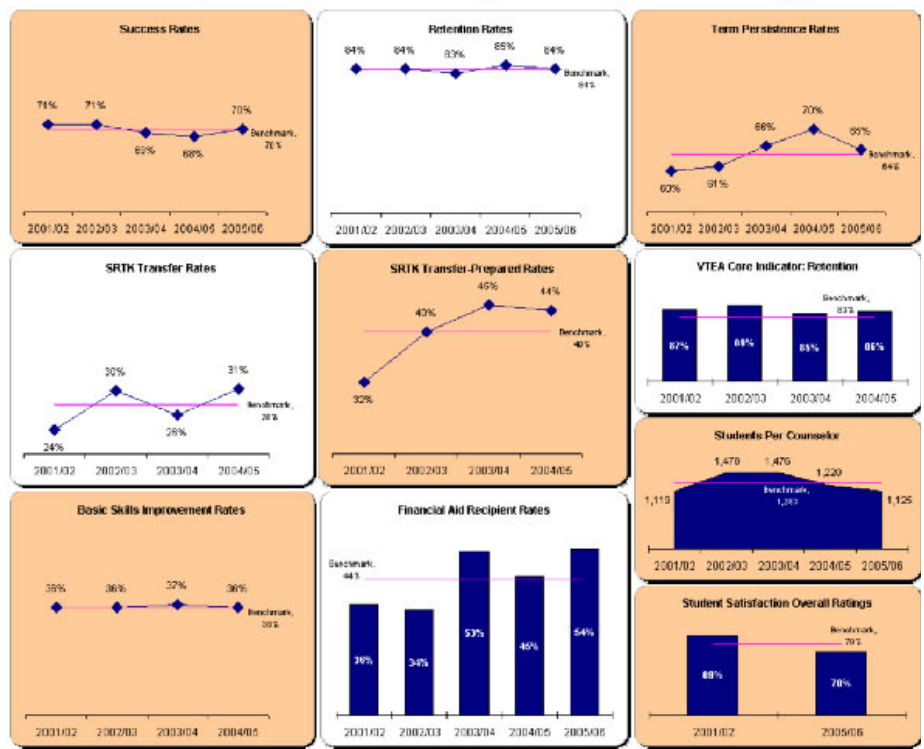 Success Rates
71%
71%
69%
68%
70%
Benchmark,
70%
2001/02 2002/03 2003/04 2004/05 2005/06
Retention Rates
84%
84%
83%
85%
84%
Benchmark,
84%
2001/02 2002/03 2003/04 2004/05 2005/06
Term Persistence Rates
60%
61%
66%
70%
65%
Benchmark,
64%
2001/02 2002/03 2003/04 2004/05 2005/06
SRTK Transfer Rates
24%
30%
26%
31%
Benchmark,
28%
2001/02 2002/03 2003/04 2004/05
SRTK Transfer-Prepared Rates
32%
40%
44%
Benchmark,
40%
2001/02 2002/03 2003/04 2004/05
VTEA Core Indicator: Retention
Benchmark,
83%
87%
85%
86%
2001/02 2002/03 2003/04 2004/05
Students Per Counselor
1,119
1,476
1,220
1,125
Benchmark,
2001/02 2002/03 2003/04 2004/05 2005/06
Basic Skills Improvement Rates
36%
36%
37%
36%
Benchmark,
36%
2001/02 2002/03 2003/04 2004/05
Financial Aid Recipient Rates
Benchmark,
44%
36%
34%
53%
45%
54%
2001/02 2002/03 2003/04 2004/05 2005/06
Student Satisfaction Overall Ratings
Benchmark,
79%
78%
2001/02 2005/06